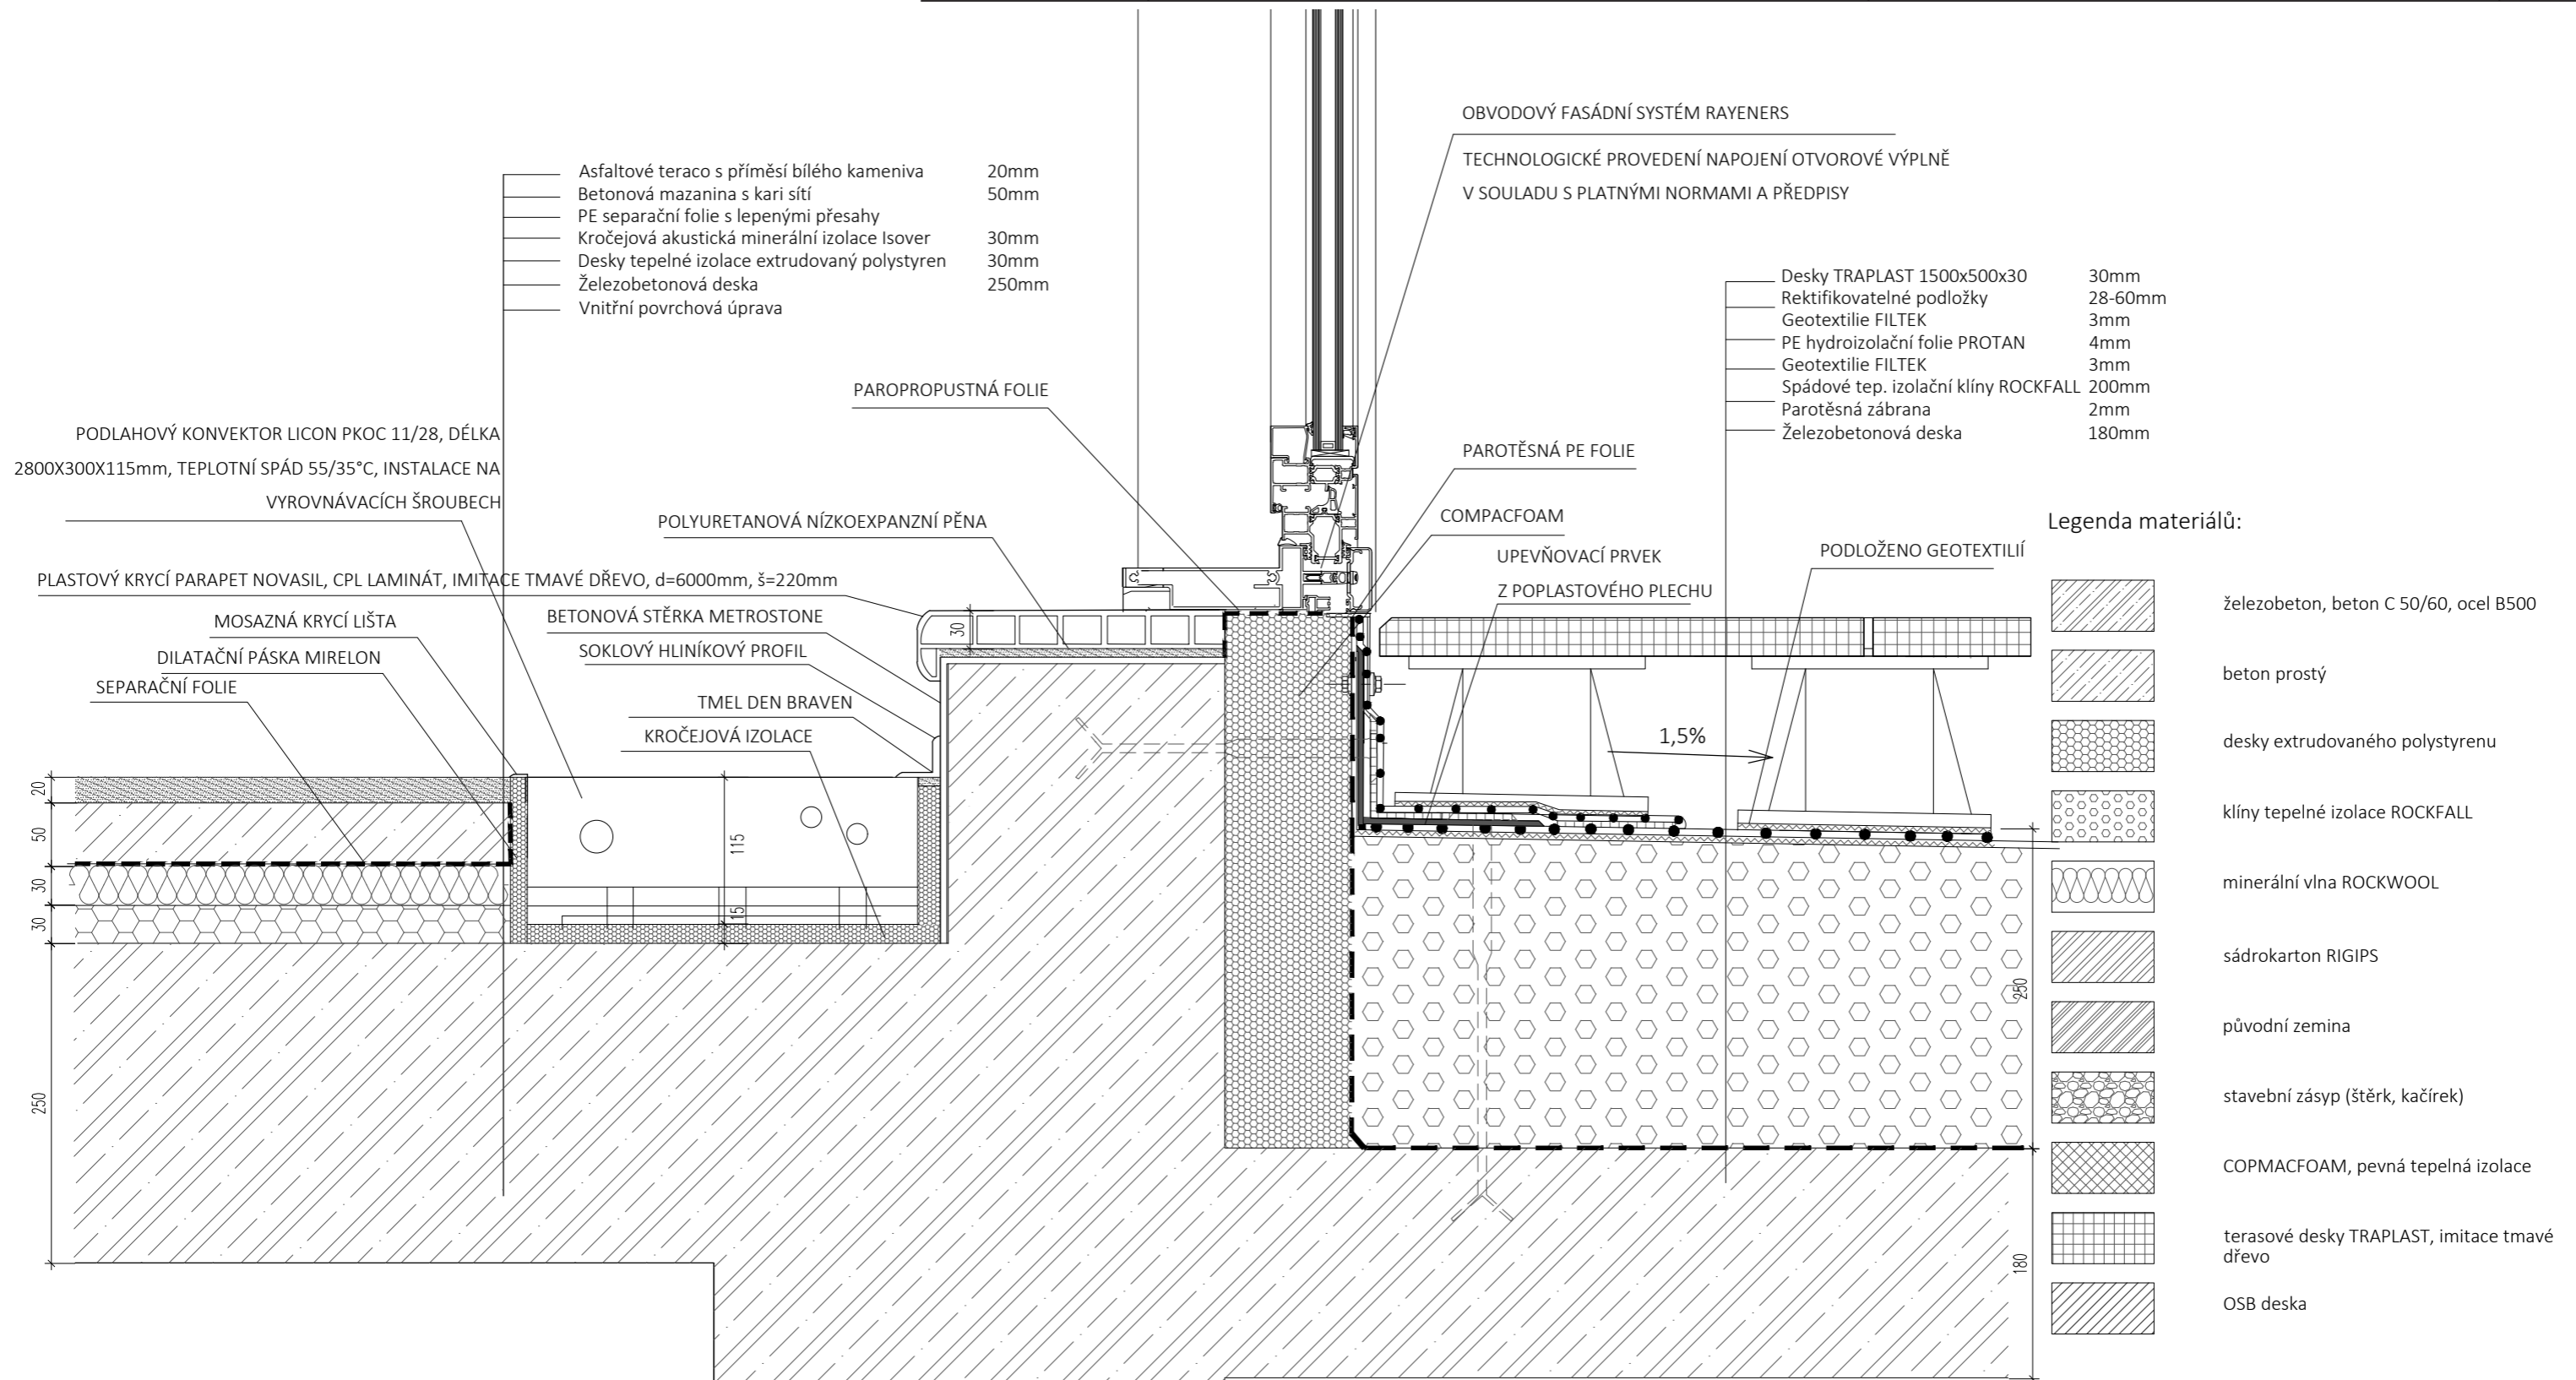 OBVODOVÝ FASÁDNÍ SYSTÉM RAYENERS
TECHNOLOGICKÉ PROVEDENÍ NAPOJENÍ OTVOROVÉ VÝPLNĚ
V SOULADU S PLATNÝMI NORMAMI A PŘEDPISY
Asfaltové teraco s příměsí bílého kameniva 20mm
Betonová mazanina s kari sítí 50mm
PE separační folie s lepenými přesahy
Kročejová akustická minerální izolace Isover 30mm
Desky tepelné izolace extrudovaný polystyren 30mm
Železobetonová deska 250mm
Vnitřní povrchová úprava
Desky TRAPLAST 1500x500x30 30mm
Rektifikovatelné podložky 28-60mm
Geotextilie FILTEK 3mm
PE hydroizolační folie PROTAN 4mm
Geotextilie FILTEK 3mm
Spádové tep. izolační klíny ROCKFALL 200mm
Parotěsná zábrana 2mm
Železobetonová deska 180mm
PAROPROPUSTNÁ FOLIE
PODLAHOVÝ KONVEKTOR LICON PKOC 11/28, DÉLKA
2800X300X115mm, TEPLOTNÍ SPÁD 55/35°C, INSTALACE NA
VYROVNÁVACÍCH ŠROUBECH
PAROTĚSNÁ PE FOLIE
COMPACFOAM
POLYURETANOVÁ NÍZKOEXPANZNÍ PĚNA
UPEVŇOVACÍ PRVEK
Z POPLASTOVÉHO PLECHU
PODLOŽENO GEOTEXTILIÍ
PLASTOVÝ KRYCÍ PARAPET NOVASIL, CPL LAMINÁT, IMITACE TMAVÉ DŘEVO, d=6000mm, š=220mm
MOSAZNÁ KRYCÍ LIŠTA
BETONOVÁ STĚRKA METROSTONE
DILATAČNÍ PÁSKA MIRELON
SOKLOVÝ HLINÍKOVÝ PROFIL
SEPARAČNÍ FOLIE
TMEL DEN BRAVEN
KROČEJOVÁ IZOLACE
30
1,5%
20
50
30
30
250
115
15
250
180
Legenda materiálů:
železobeton, beton C 50/60, ocel B500
beton prostý
desky extrudovaného polystyrenu
klíny tepelné izolace ROCKFALL
minerální vlna ROCKWOOL
sádrokarton RIGIPS
původní zemina
stavební zásyp (štěrk, kačírek)
COPMACFOAM, pevná tepelná izolace
terasové desky TRAPLAST, imitace tmavé
dřevo
OSB deska